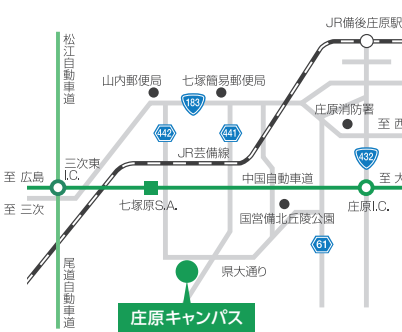 JR備後庄原駅
松江自動車道
山内郵便局
七塚簡易郵便局
183
庄原消防署
442
441
至 西
JR芸備線
432
三次東
I.C.
至 広島
中国自動車道
至 大
至 三次
七塚原S.A.
庄原I.C.
国営備北丘陵公園
61
尾道自動車道
県大通り
庄原キャンパス